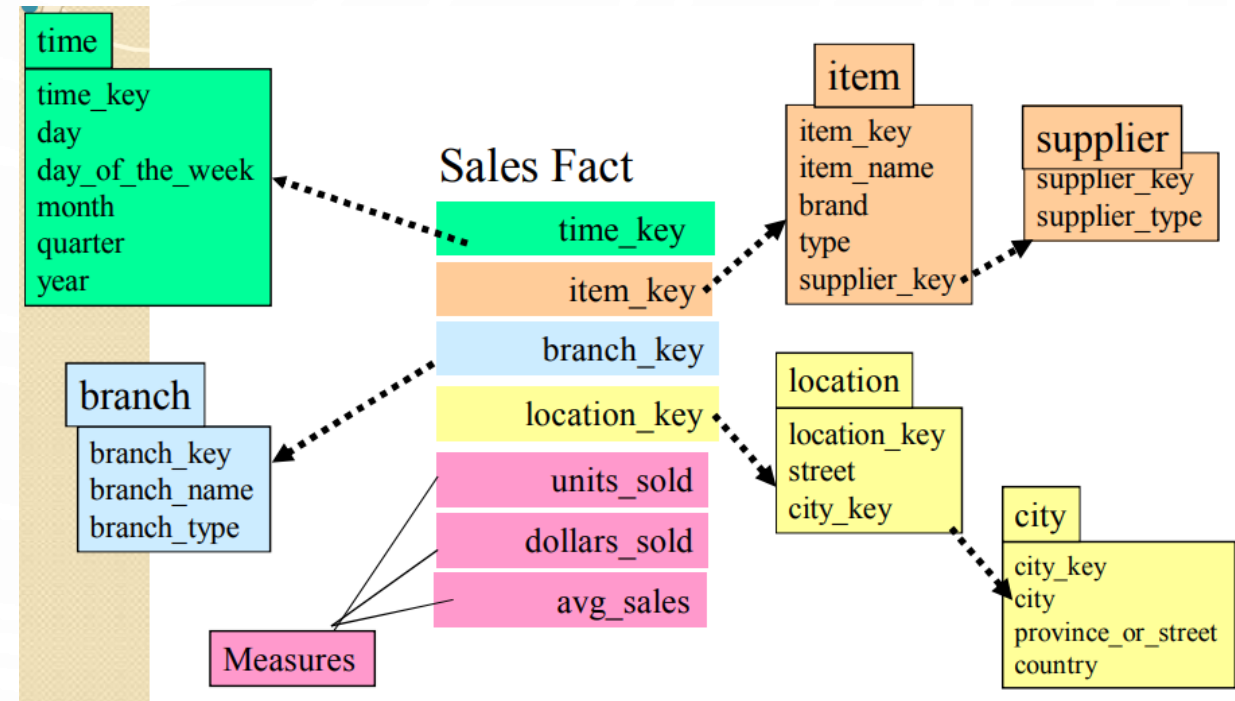 time
time_key
day
day_of_the_week
month
quarter
year
branch
branch_key
branch_name
branch_type
Sales Fact
time_key
item_key
branch_key
location_key
units_sold
dollars_sold
avg_sales
Measures
item
item_key
item_name
brand
type
supplier_key
supplier
supplier_key
supplier_type
location
location_key
street
city_key
city
city_key
city
province_or_street
country